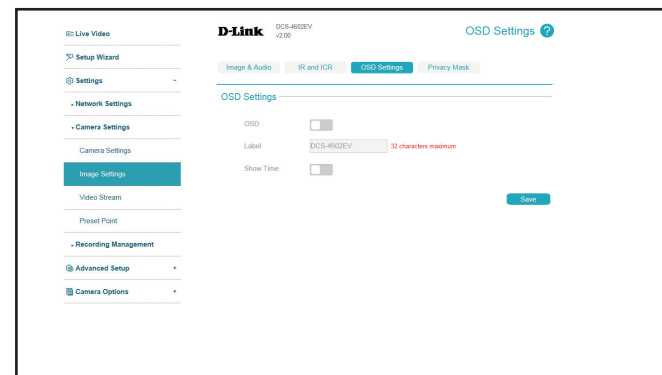 Live Video
D-Link DCS-4602EV
v2.00
OSD Settings ?
Setup Wizard
Settings -
Network Settings
Camera Settings
Camera Settings
Image Settings
Video Stream
Preset Point
Recording Management
Advanced Setup +
Camera Options +
Image & Audio IR and ICR OSD Settings Privacy Mask
OSD Settings
OSD
Label DCS-4602EV 32 characters maximum
Show Time
Save